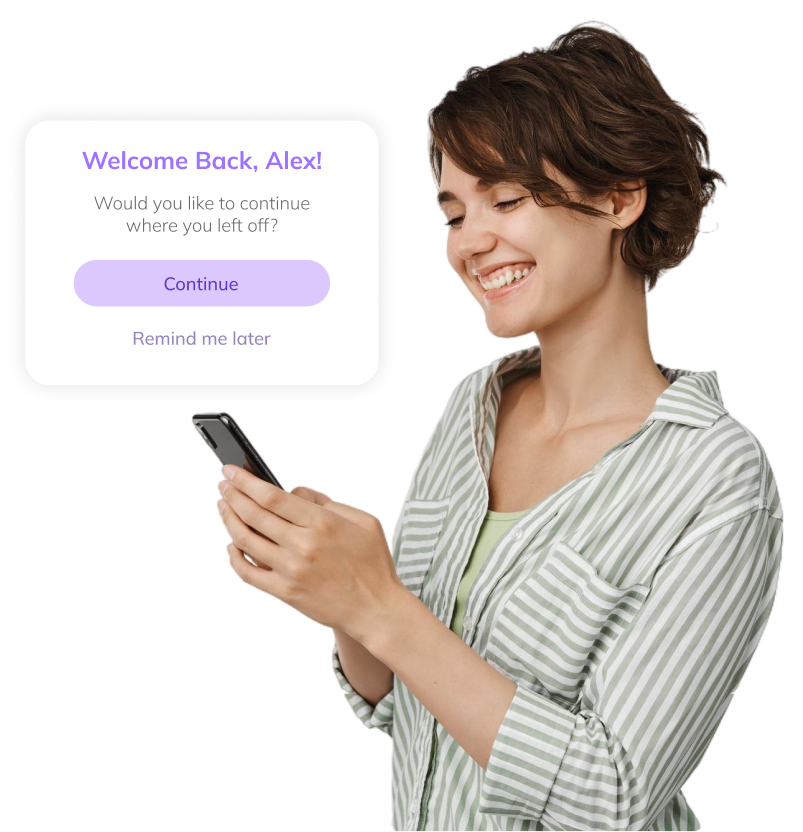 Welcome Back, Alex!
Would you like to continue
where you left off?
Continue
Remind me later